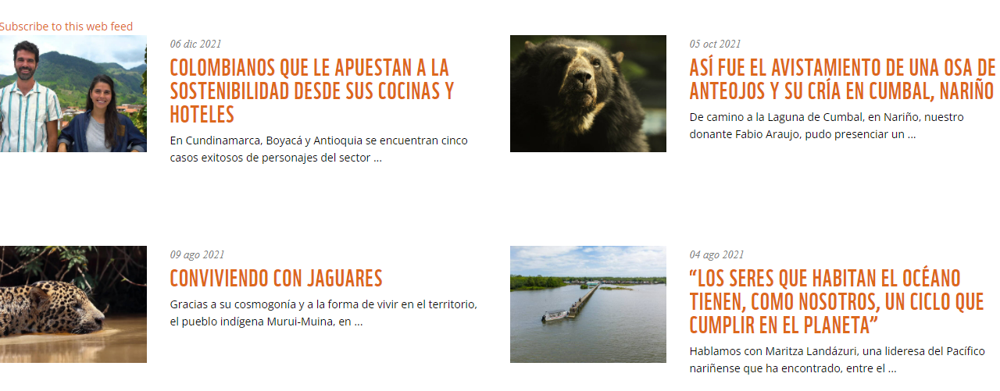 Subscribe to this web feed
06 dic 2021
COLOMBIANOS QUE LE APUESTAN A LA
SOSTENIBILIDAD DESDE SUS COCINAS Y
HOTELES
En Cundinamarca, Boyacá y Antioquia se encuentran cinco
casos exitosos de personajes del sector ...
05 oct 2021
ASÍ FUE EL AVISTAMIENTO DE UNA OSA DE
ANTEOJOS Y SU CRÍA EN CUMBAL, NARIÑO
De camino a la Laguna de Cumbal, en Nariño, nuestro
donante Fabio Araujo, pudo presenciar un ...
09 ago 2021
CONVIVIENDO CON JAGUARES
Gracias a su cosmogonía y a la forma de vivir en el territorio,
el pueblo indígena Murui-Muina, en ...
04 ago 2021
“LOS SERES QUE HABITAN EL OCÉANO
TIENEN, COMO NOSOTROS, UN CICLO QUE
CUMPLIR EN EL PLANETA”
Hablamos con Maritza Landázuri, una lideresa del Pacífico
nariñense que ha encontrado, entre el ...